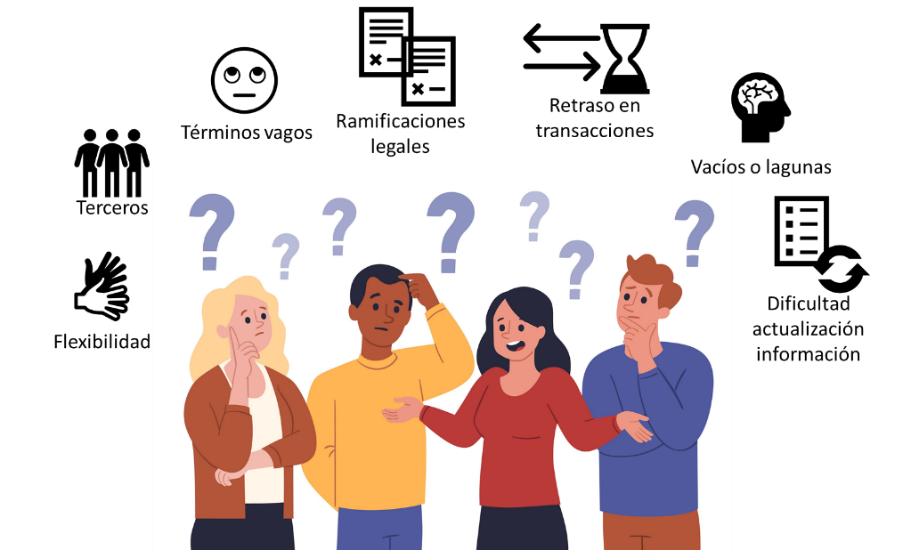 Retraso en
transacciones
Ramificaciones
legales
Términos vagos
Vacíos o lagunas
Terceros
Dificultad
actualización
información
Flexibilidad
? ? ? ? ? ? ?